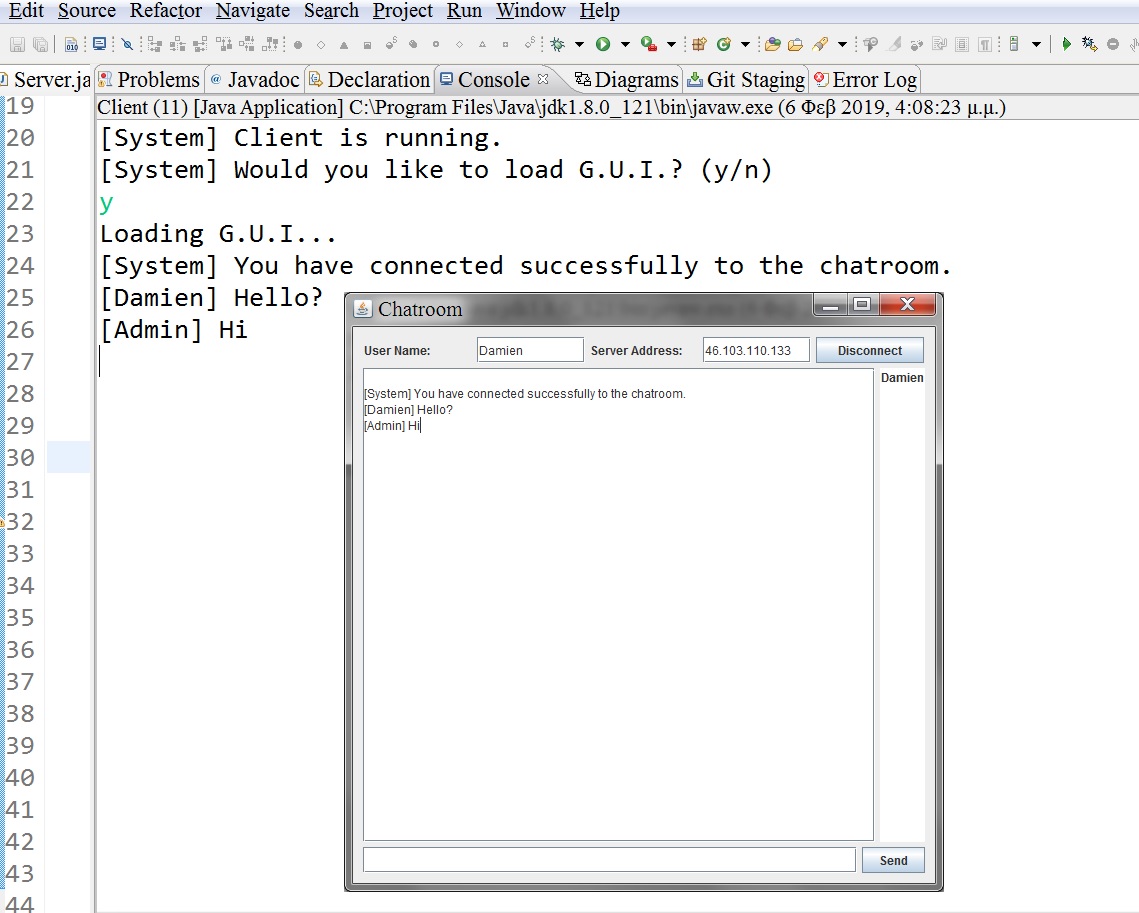 Edit Source Refactor Navigate Search Project Run Window Help
Server.ja Problems Javadoc Declaration Console Diagrams Git Staging Error Log
Client (11) [Java Application] C:\Program Files\Java\jdk1.8.0_121\bin\javaw.exe (6 Φεβ 2019, 4:08:23 μ.μ.)
19
20 [System] Client is running.
21 [System] Would you like to load G.U.I.? (y/n)
22 y
23 Loading G.U.I...
24 [System] You have connected successfully to the chatroom.
25 [Damien] Hello?
26 [Admin] Hi
27
28
29
30
31
32
33
34
35
36
37
38
39
40
41
42
43
44
Chatroom
User Name: Damien Server Address: 46.103.110.133 Disconnect
Damien
[System] You have connected successfully to the chatroom.
[Damien] Hello?
[Admin] Hi
Send